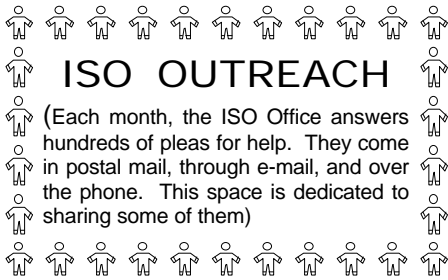 ISO OUTREACH
(Each month, the ISO Office answers
hundreds of pleas for help. They come
in postal mail, through e-mail, and over
the phone. This space is dedicated to
sharing some of them)